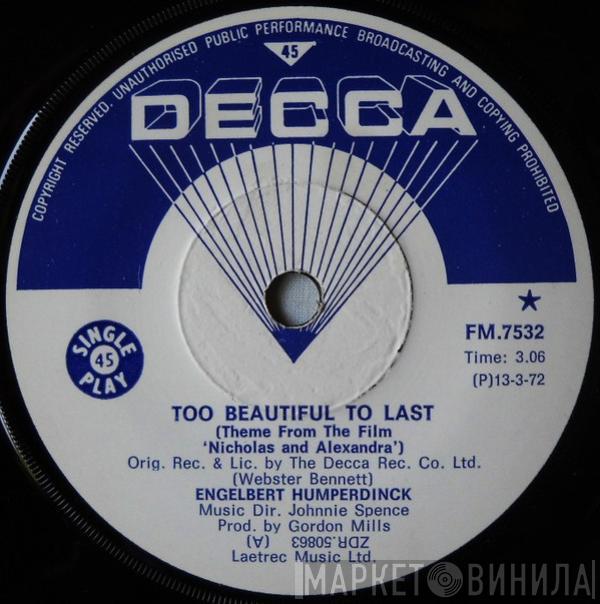 COPYRIGHT RESERVED. UNAUTHORISED PUBLIC PERFORMANCE BROADCASTING AND COPYING PROHIBITED
45
DECCA
★
SINGLE
45
PLAY
FM.7532
Time: 3.06
(P)13-3-72
TOO BEAUTIFUL TO LAST
(Theme From The Film
‘Nicholas and Alexandra’)
Orig. Rec. & Lic. by The Decca Rec. Co. Ltd.
(Webster Bennett)
ENGELBERT HUMPERDINCK
Music Dir. Johnnie Spence
Prod. by Gordon Mills
ZDR.50863 (A)
Laetrec Music Ltd.
МАРКЕТ ВИНИЛА